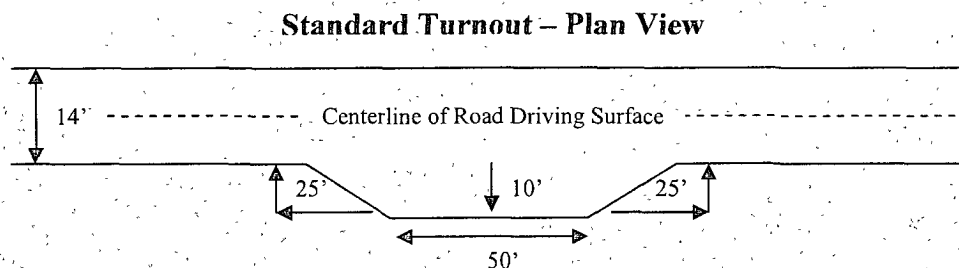 Standard Turnout – Plan View
14'
Centerline of Road Driving Surface
25'
10'
25'
50'